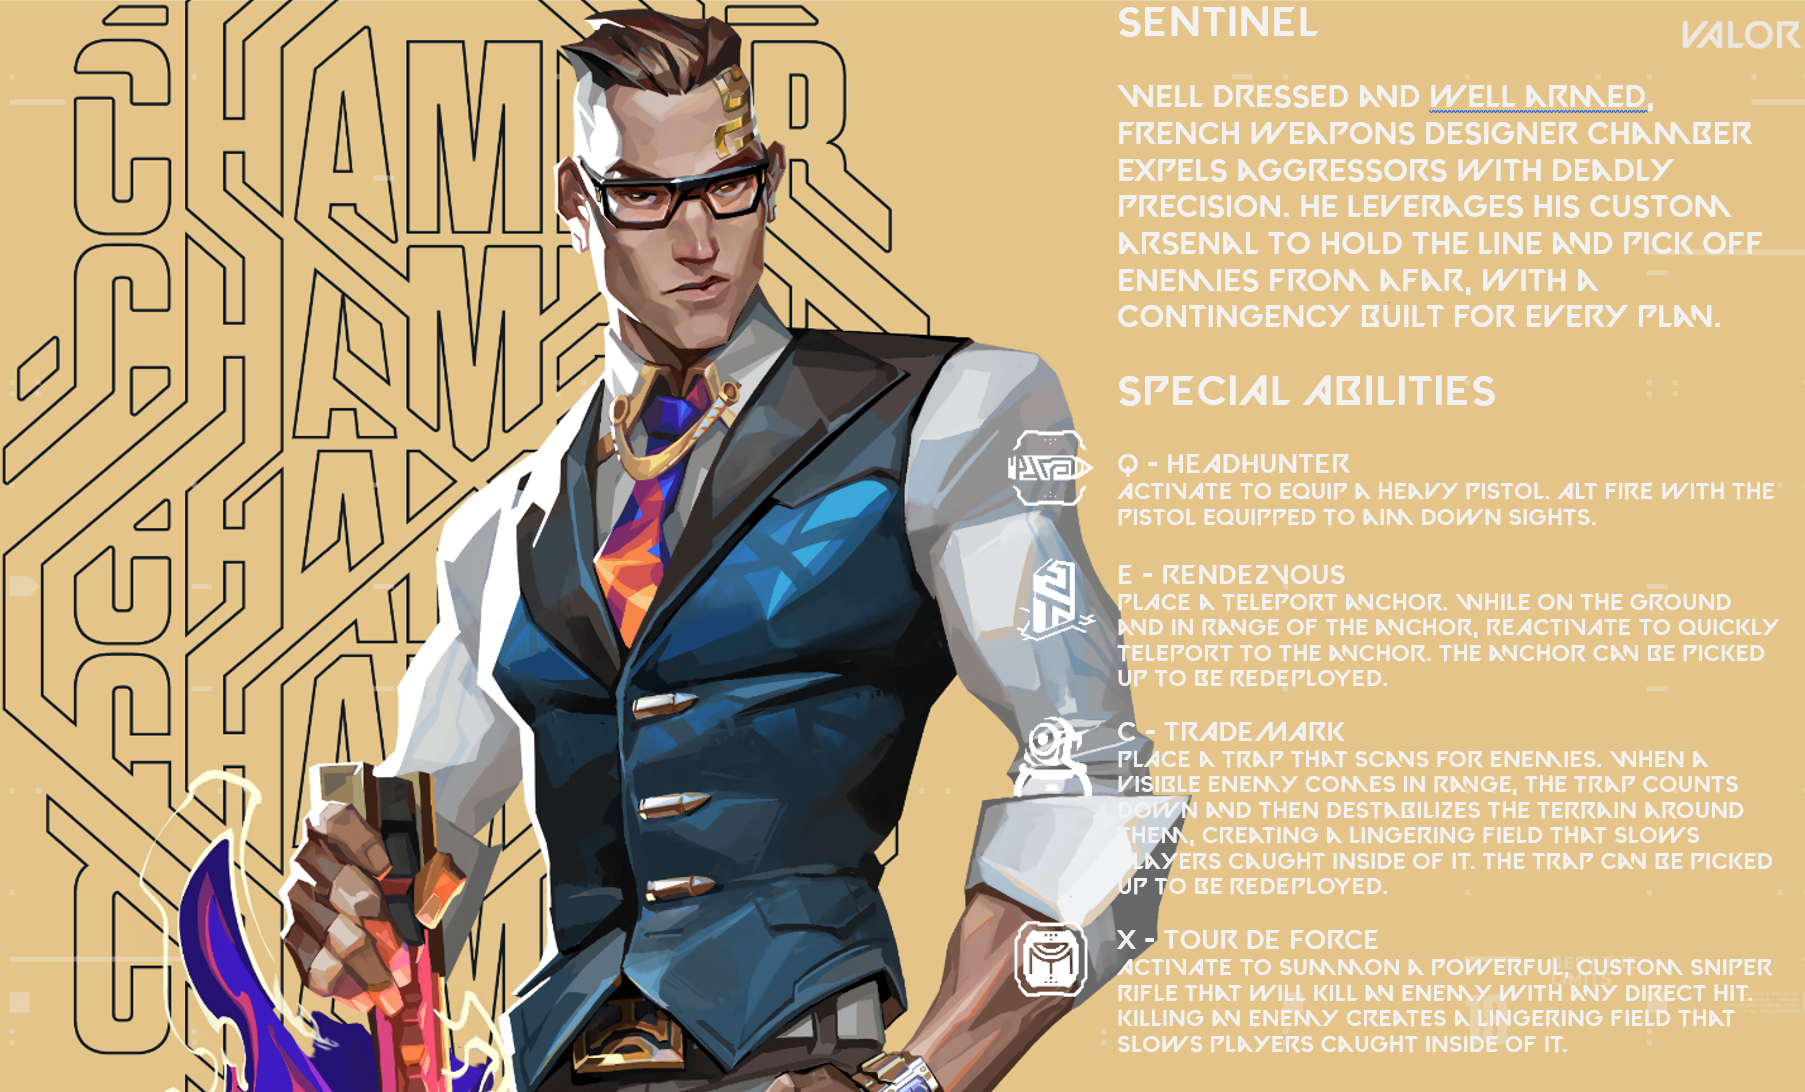 SENTINEL
VALOR
WELL DRESSED AND WELL ARMED,
FRENCH WEAPONS DESIGNER CHAMBER
EXPELS AGGRESSORS WITH DEADLY
PRECISION. HE LEVERAGES HIS CUSTOM
ARSENAL TO HOLD THE LINE AND PICK OFF
ENEMIES FROM AFAR, WITH A
CONTINGENCY BUILT FOR EVERY PLAN.
SPECIAL ABILITIES
Q - HEADHUNTER
ACTIVATE TO EQUIP A HEAVY PISTOL. ALT FIRE WITH THE
PISTOL EQUIPPED TO AIM DOWN SIGHTS.
E - RENDEZVOUS
PLACE A TELEPORT ANCHOR. WHILE ON THE GROUND
AND IN RANGE OF THE ANCHOR, REACTIVATE TO QUICKLY
TELEPORT TO THE ANCHOR. THE ANCHOR CAN BE PICKED
UP TO BE REDEPLOYED.
C - TRADEMARK
PLACE A TRAP THAT SCANS FOR ENEMIES. WHEN A
VISIBLE ENEMY COMES IN RANGE, THE TRAP COUNTS
DOWN AND THEN DESTABILIZES THE TERRAIN AROUND
THEM, CREATING A LINGERING FIELD THAT SLOWS
PLAYERS CAUGHT INSIDE OF IT. THE TRAP CAN BE PICKED
UP TO BE REDEPLOYED.
X - TOUR DE FORCE
ACTIVATE TO SUMMON A POWERFUL, CUSTOM SNIPER
RIFLE THAT WILL KILL AN ENEMY WITH ANY DIRECT HIT.
KILLING AN ENEMY CREATES A LINGERING FIELD THAT
SLOWS PLAYERS CAUGHT INSIDE OF IT.